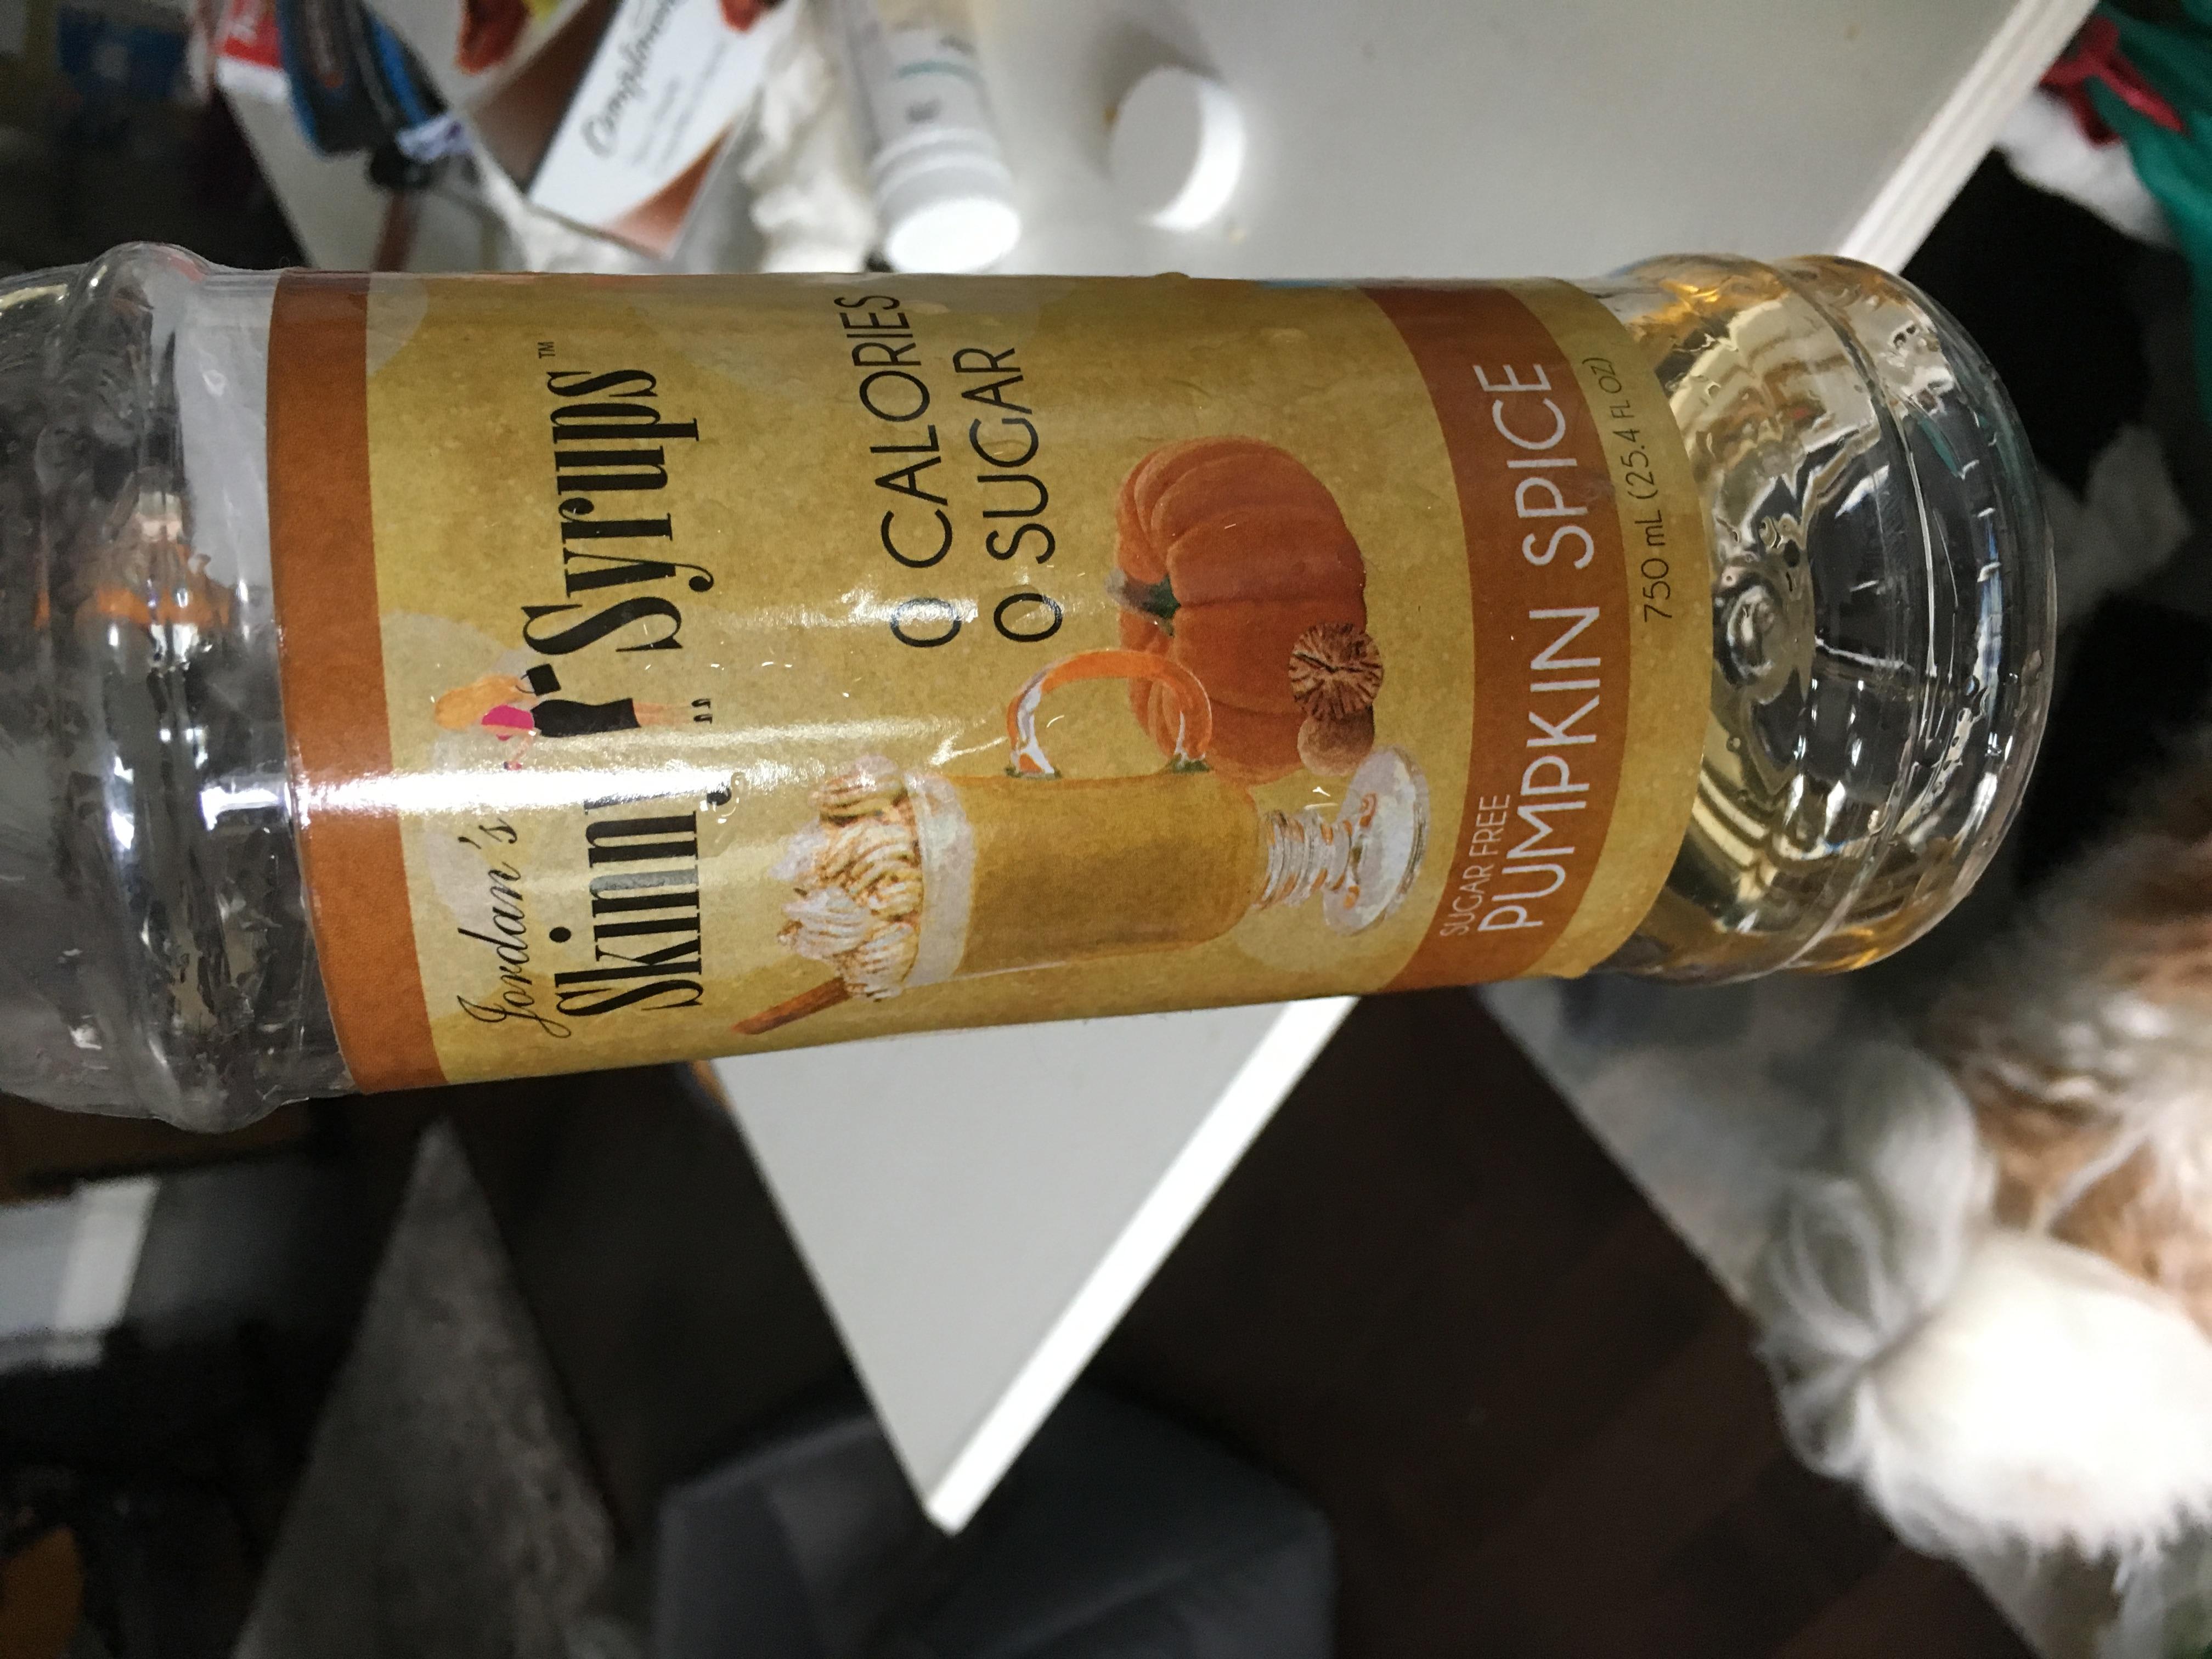 Jordan's
Skinny Syrups™
0 CALORIES
0 SUGAR
SUGAR FREE
PUMPKIN SPICE
750 mL (25.4 FL OZ)